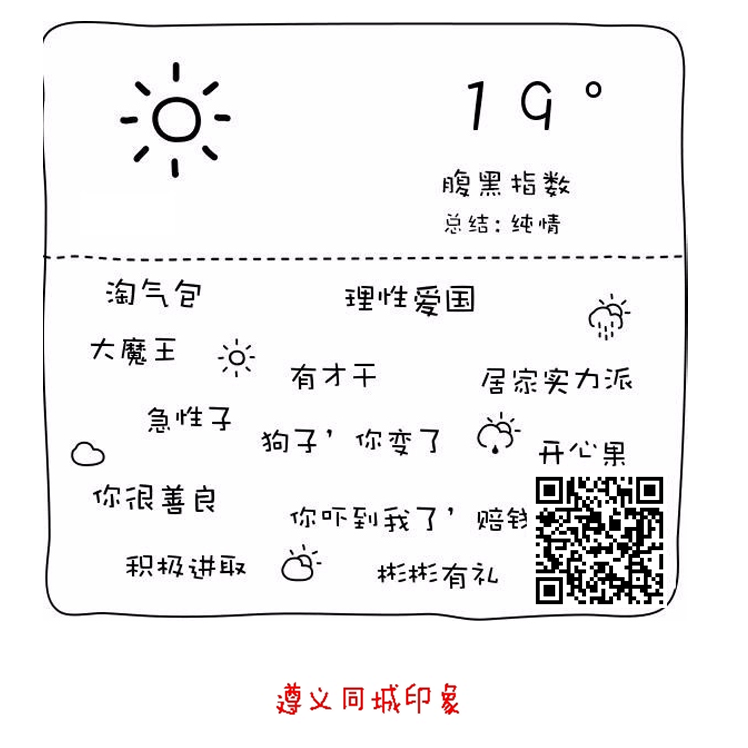 19°
腹黑指数
总结:纯情
淘气包
理性爱国
大魔王
有才干
居家实力派
急性子
狗子,你变了
开心果
你很善良
你吓到我了,赔钱
积极进取
彬彬有礼
遵义同城印象